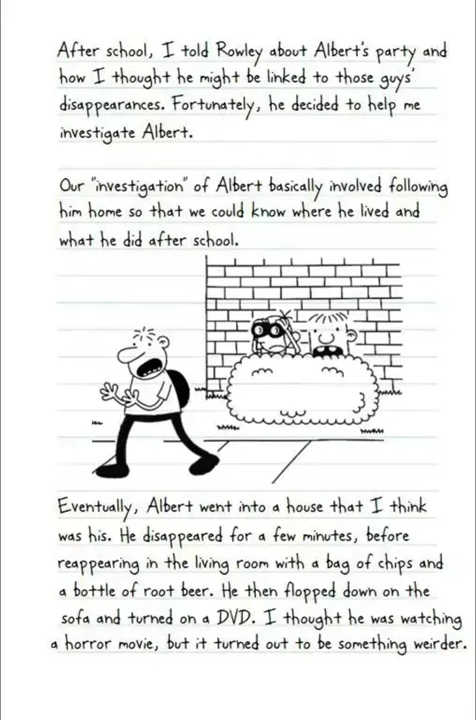 After school, I told Rowley about Albert's party and
how I thought he might be linked to those guys'
disappearances. Fortunately, he decided to help me
investigate Albert.
Our "investigation" of Albert basically involved following
him home so that we could know where he lived and
what he did after school.
Eventually, Albert went into a house that I think
was his. He disappeared for a few minutes, before
reappearing in the living room with a bag of chips and
a bottle of root beer. He then flopped down on the
sofa and turned on a DVD. I thought he was watching
a horror movie, but it turned out to be something weirder.